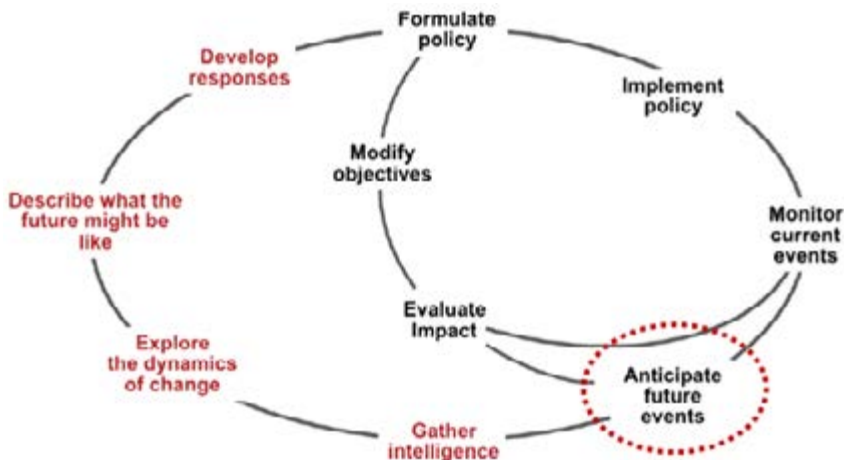 Formulate
policy
Develop
responses
Implement
policy
Modify
objectives
Describe what the
future might be
like
Monitor
current
events
Evaluate
Impact
Explore
the dynamics
of change
Anticipate
future
events
Gather
intelligence